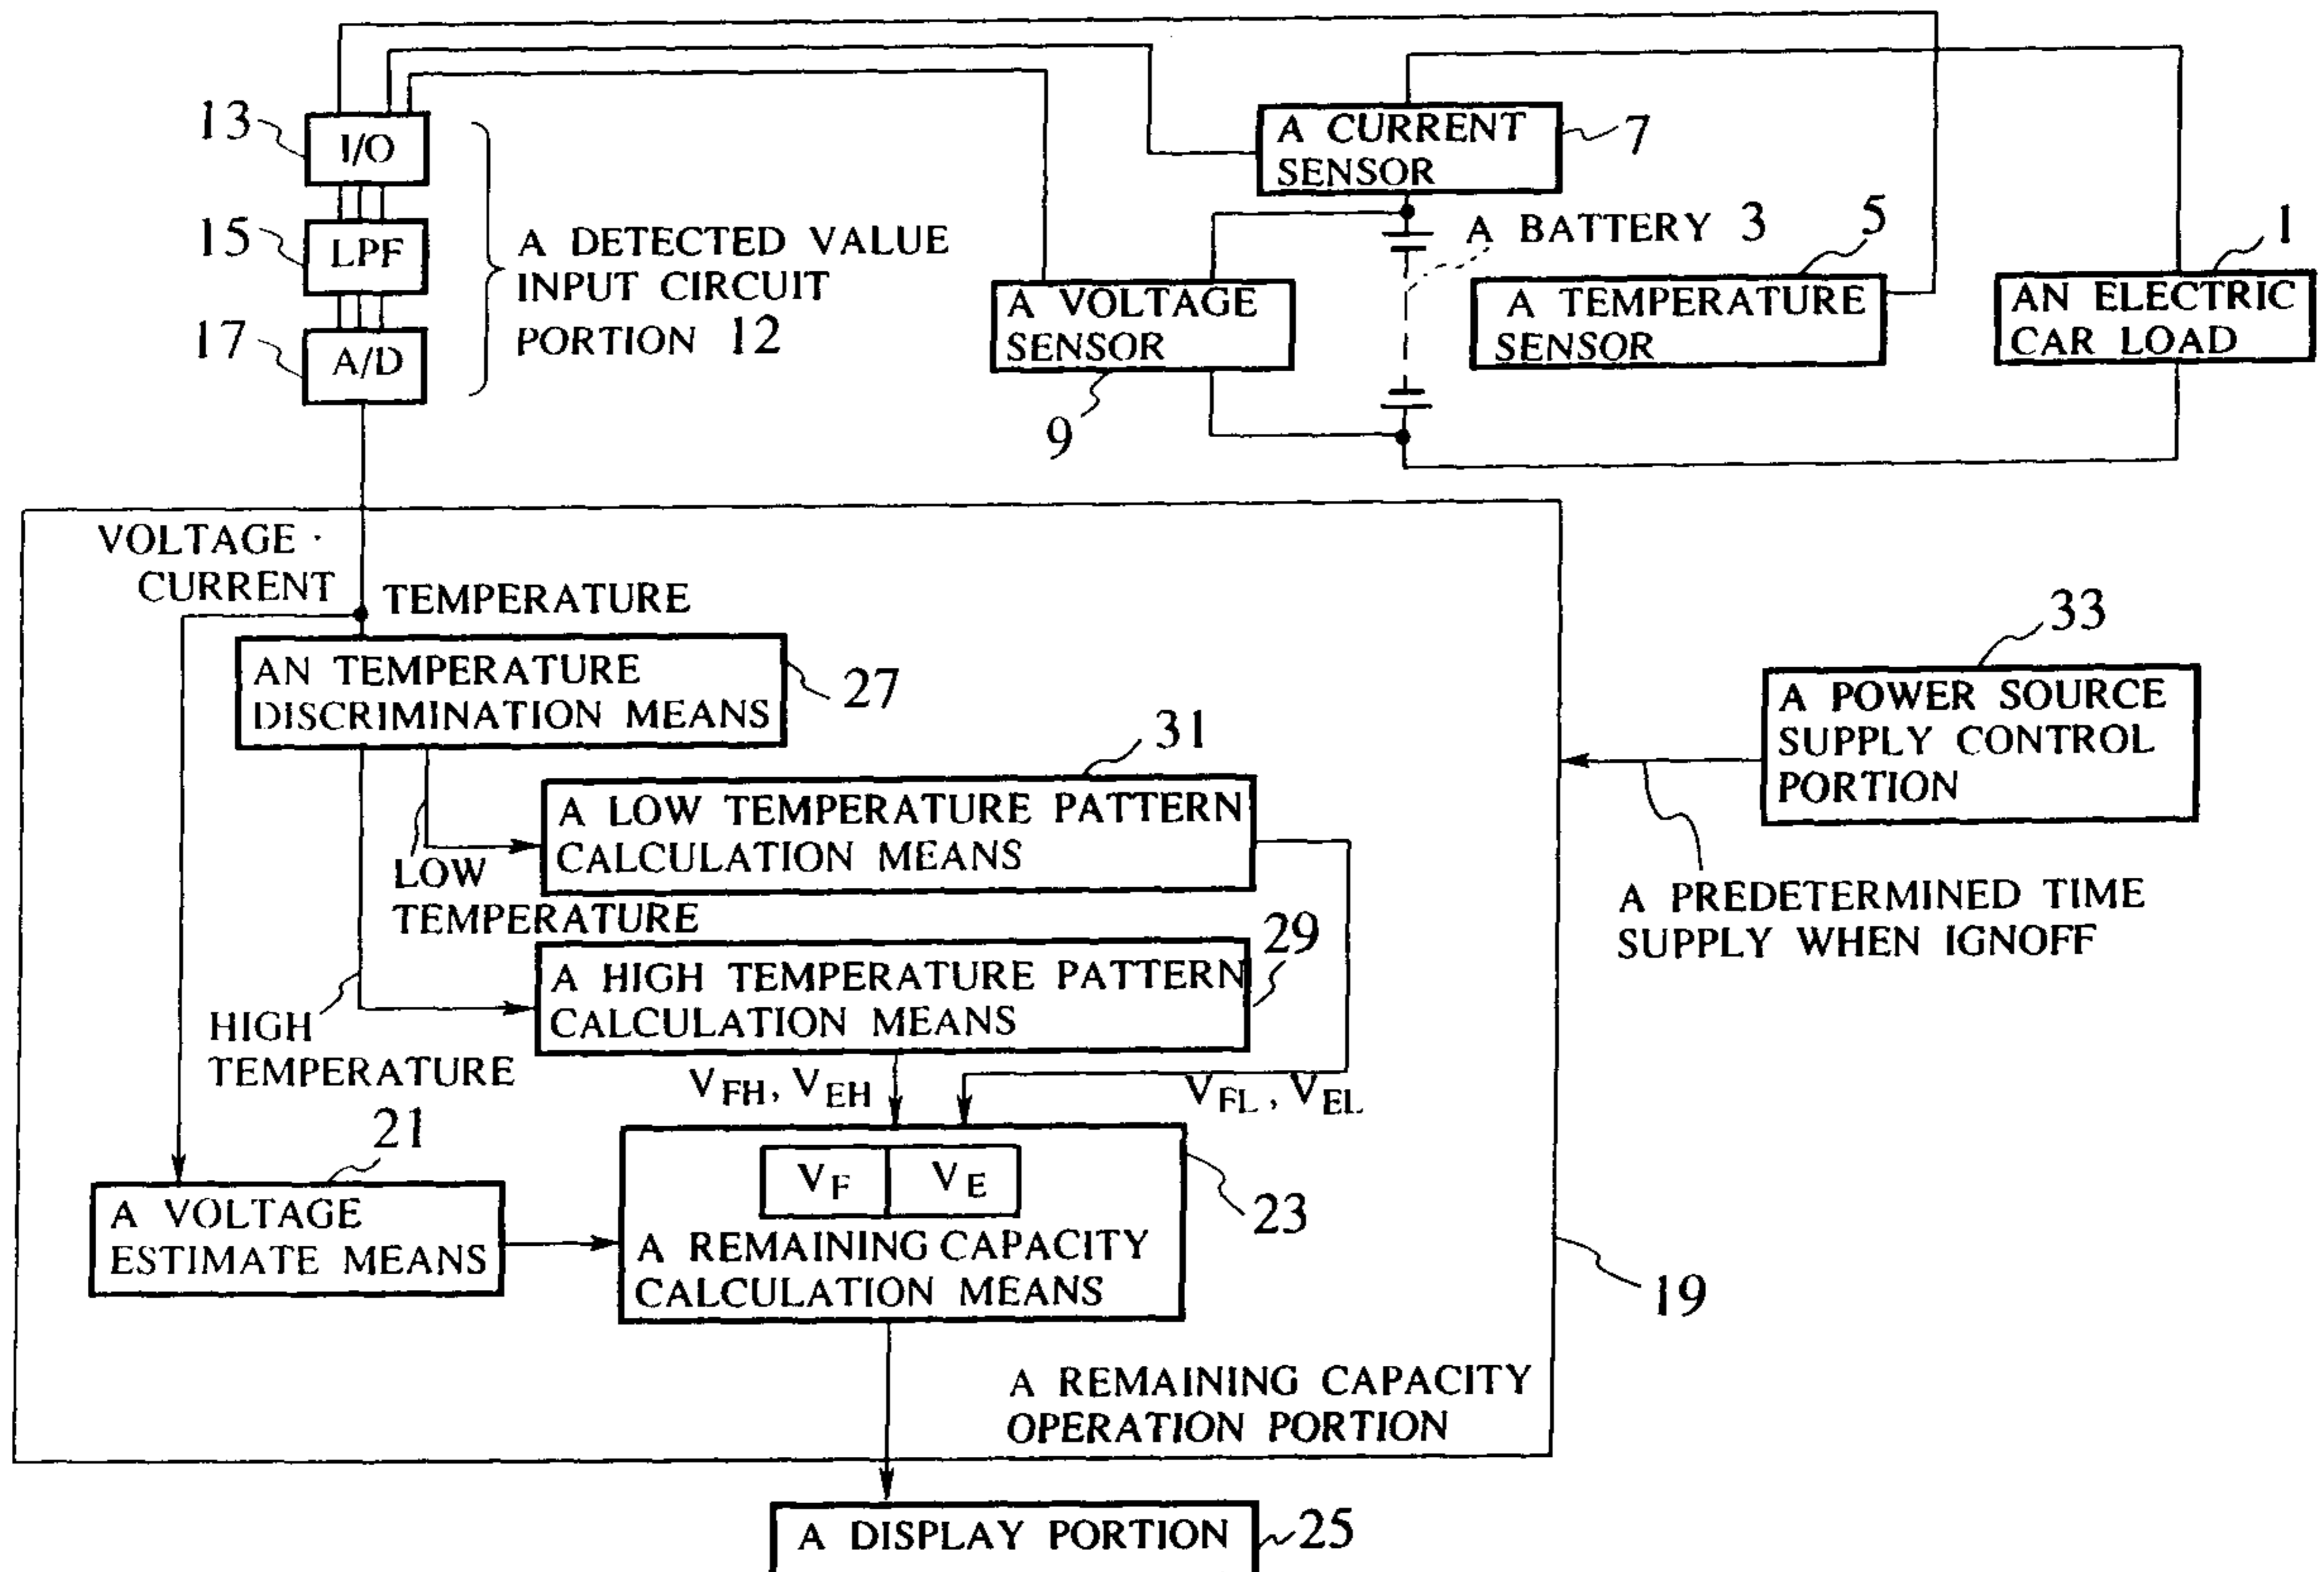 13
I/O
15
LPF
17
A/D
A DETECTED VALUE
INPUT CIRCUIT
PORTION 12
A CURRENT
SENSOR
7
A BATTERY 3
5
A TEMPERATURE
SENSOR
1
AN ELECTRIC
CAR LOAD
A VOLTAGE
SENSOR
9
VOLTAGE ·
CURRENT
TEMPERATURE
AN TEMPERATURE
DISCRIMINATION MEANS
27
33
A POWER SOURCE
SUPPLY CONTROL
PORTION
31
A LOW TEMPERATURE PATTERN
CALCULATION MEANS
LOW
TEMPERATURE
A PREDETERMINED TIME
SUPPLY WHEN IGNOFF
29
A HIGH TEMPERATURE PATTERN
CALCULATION MEANS
HIGH
TEMPERATURE
VFH, VEH
VFL, VEL
21
A VOLTAGE
ESTIMATE MEANS
VF VE
A REMAINING CAPACITY
CALCULATION MEANS
23
19
A REMAINING CAPACITY
OPERATION PORTION
A DISPLAY PORTION
25